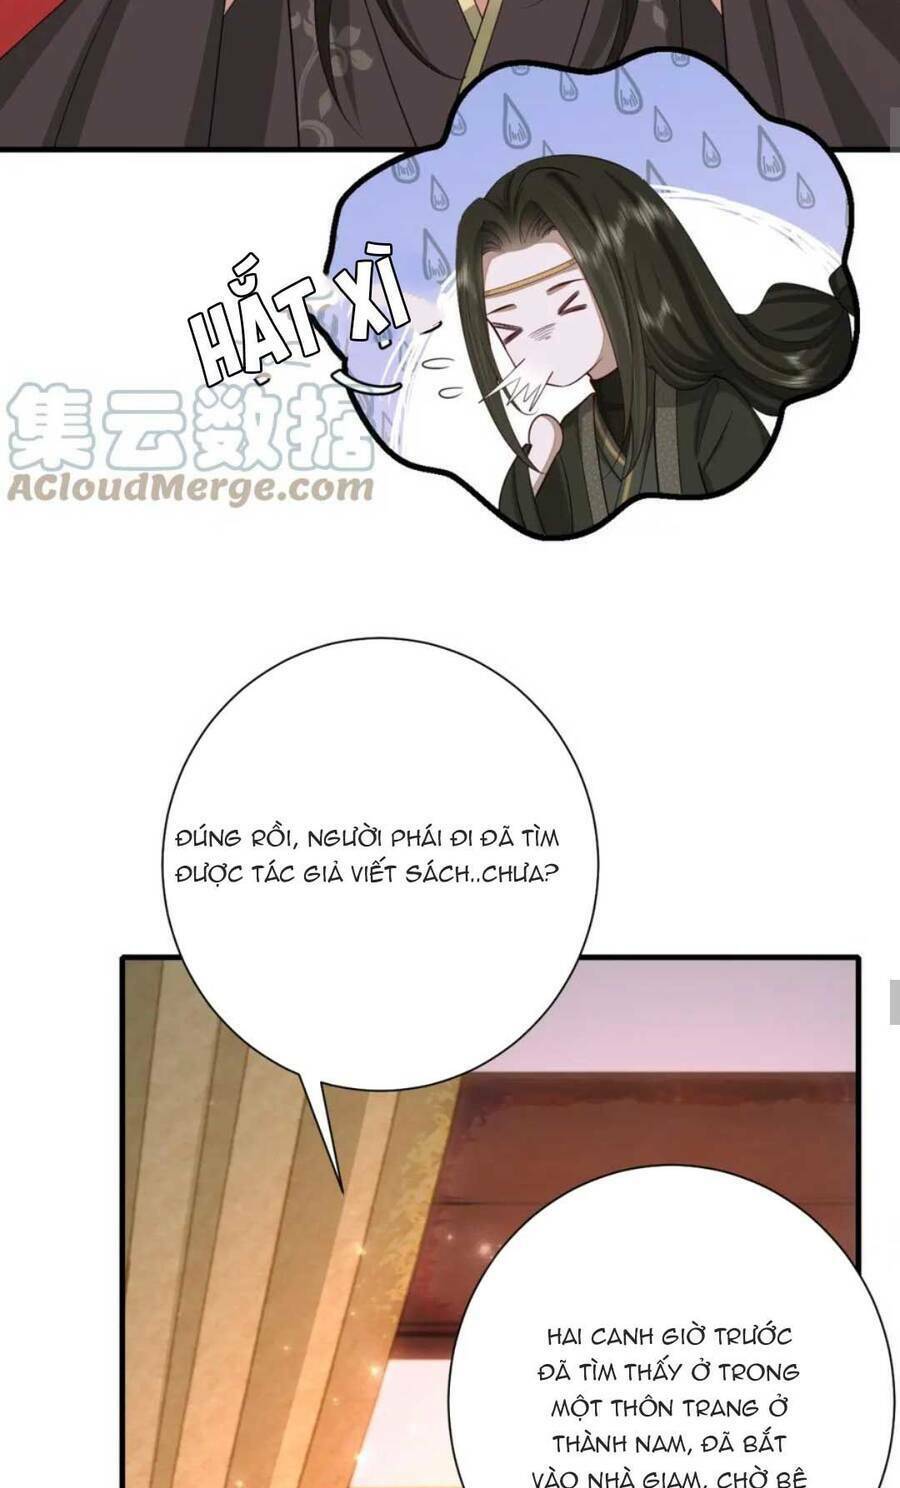 HẮT XÌ
集云数据
ACloudMerge.com
ĐÚNG RỒI, NGƯỜI PHÁI ĐI ĐÃ TÌM
ĐƯỢC TÁC GIẢ VIẾT SÁCH..CHƯA?
HAI CANH GIỜ TRƯỚC
ĐÃ TÌM THẤY Ở TRONG
MỘT THÔN TRANG Ở
THÀNH NAM, ĐÃ BẮT
VÀO NHÀ GIAM, CHỜ BỆ